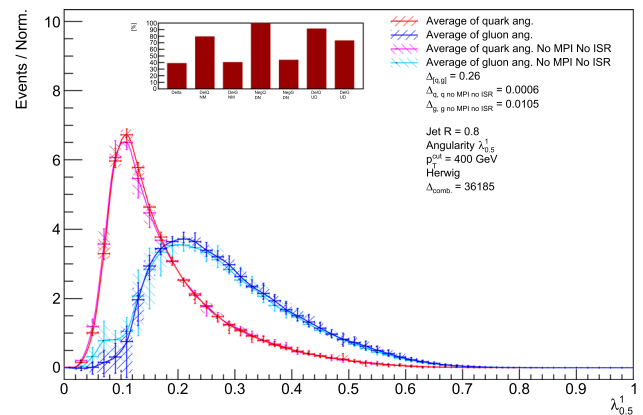 Events / Norm.
10
8
6
4
2
0
[%]
100
90
80
70
60
50
40
30
20
10
0
Delta
DelQ NM
DelG NM
NegQ DN
NegG DN
DelQ UD
DelG UD
Average of quark ang.
Average of gluon ang.
Average of quark ang. No MPI No ISR
Average of gluon ang. No MPI No ISR
Δ[q,g] = 0.26
Δq, q no MPI no ISR = 0.0006
Δg, g no MPI no ISR = 0.0105
Jet R = 0.8
Angularity λ¹0.5
pTcut = 400 GeV
Herwig
Δcomb. = 36185
0 0.1 0.2 0.3 0.4 0.5 0.6 0.7 0.8 0.9 1
λ¹0.5